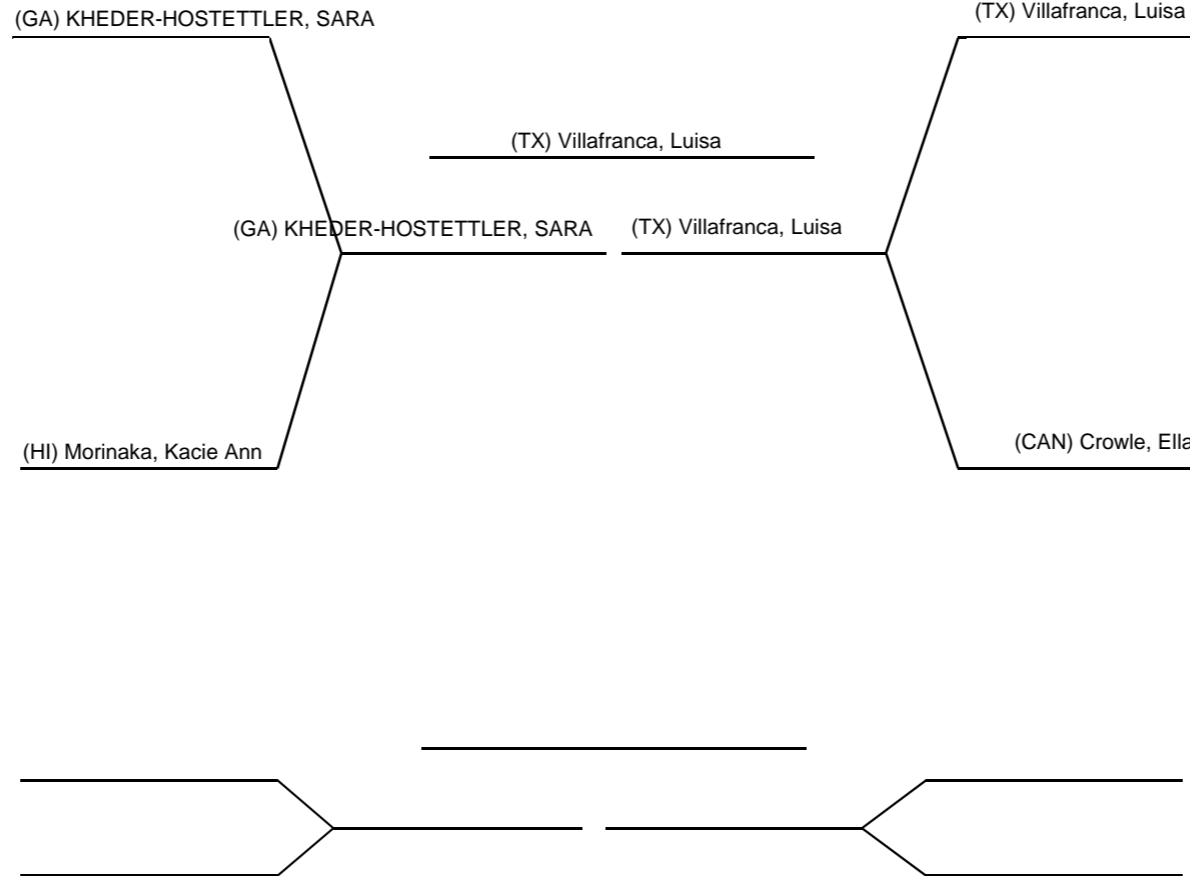 (GA) KHEDER-HOSTETTLER, SARA
(TX) Villafranca, Luisa
(TX) Villafranca, Luisa
(GA) KHEDER-HOSTETTLER, SARA
(TX) Villafranca, Luisa
(HI) Morinaka, Kacie Ann
(CAN) Crowle, Ella